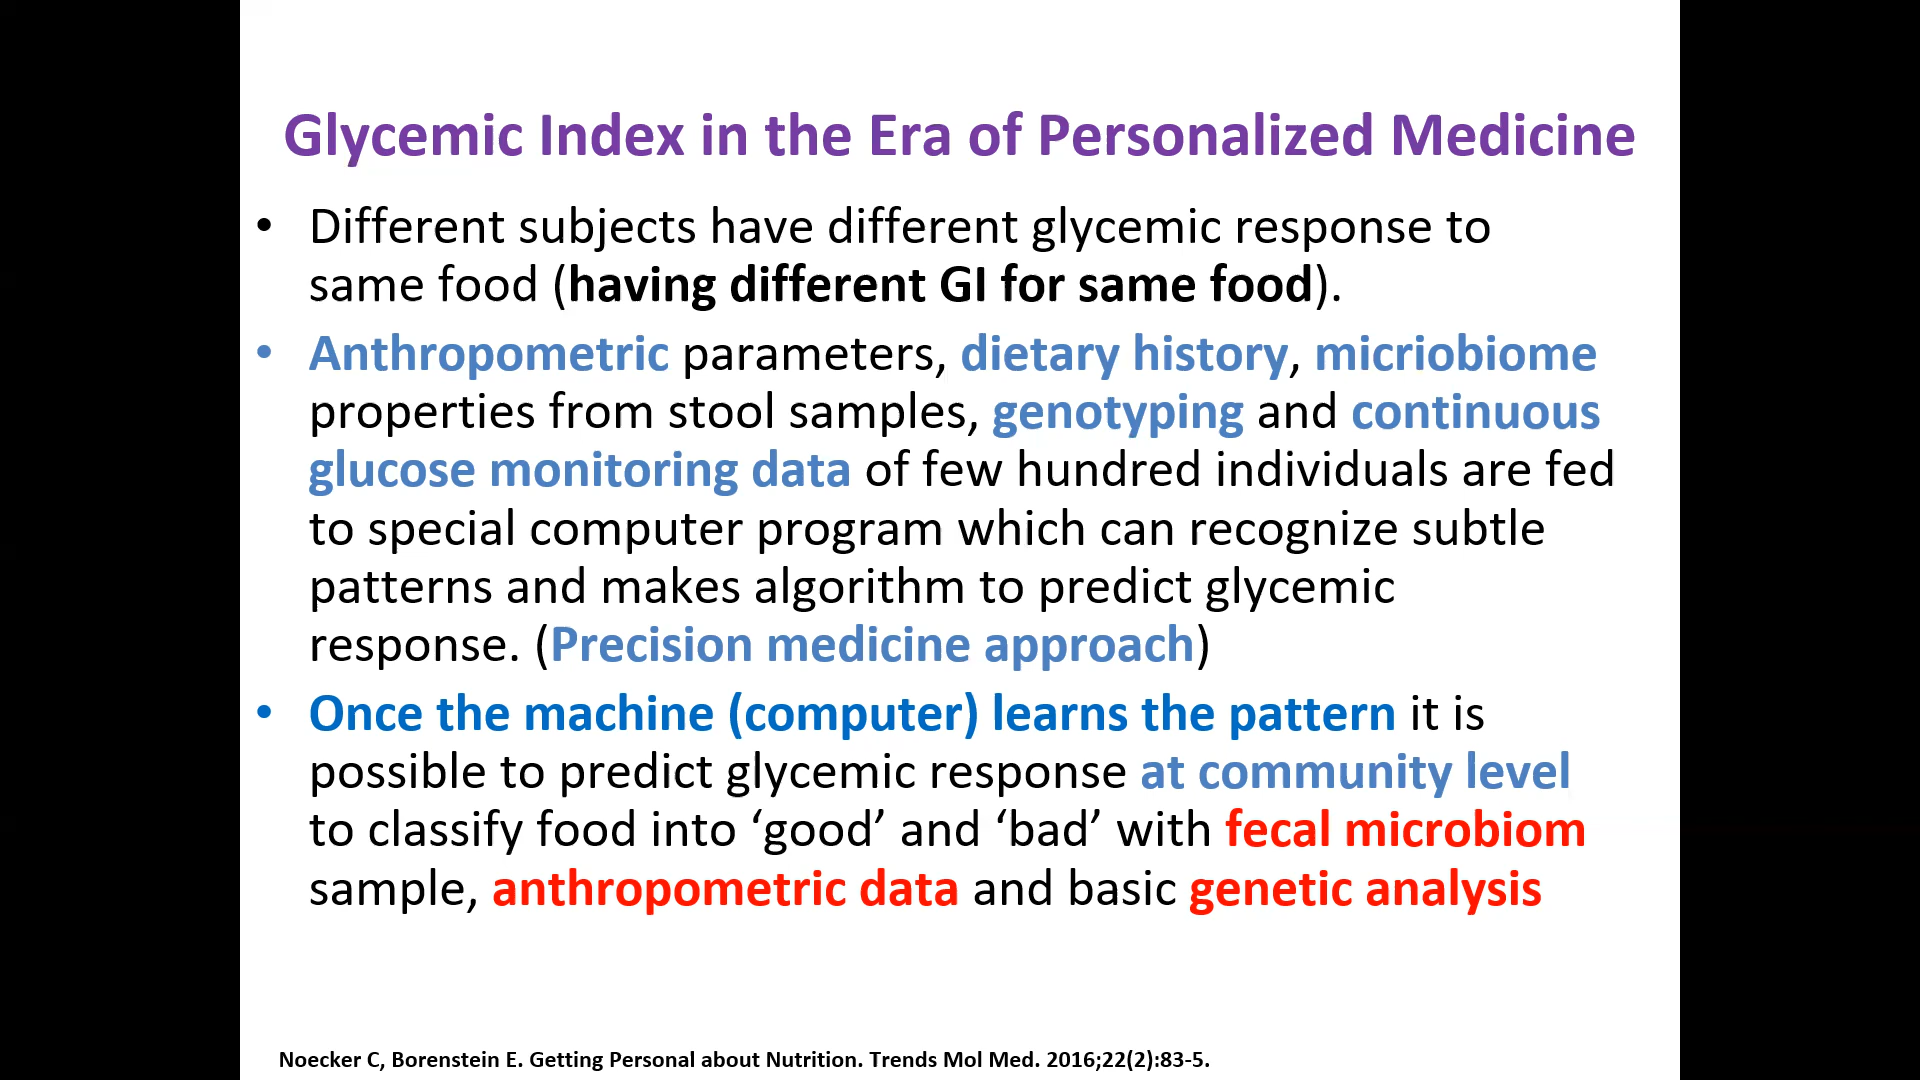 Glycemic Index in the Era of Personalized Medicine
• Different subjects have different glycemic response to
same food (having different GI for same food).
• Anthropometric parameters, dietary history, micriobiome
properties from stool samples, genotyping and continuous
glucose monitoring data of few hundred individuals are fed
to special computer program which can recognize subtle
patterns and makes algorithm to predict glycemic
response. (Precision medicine approach)
• Once the machine (computer) learns the pattern it is
possible to predict glycemic response at community level
to classify food into ‘good’ and ‘bad’ with fecal microbiom
sample, anthropometric data and basic genetic analysis
Noecker C, Borenstein E. Getting Personal about Nutrition. Trends Mol Med. 2016;22(2):83-5.